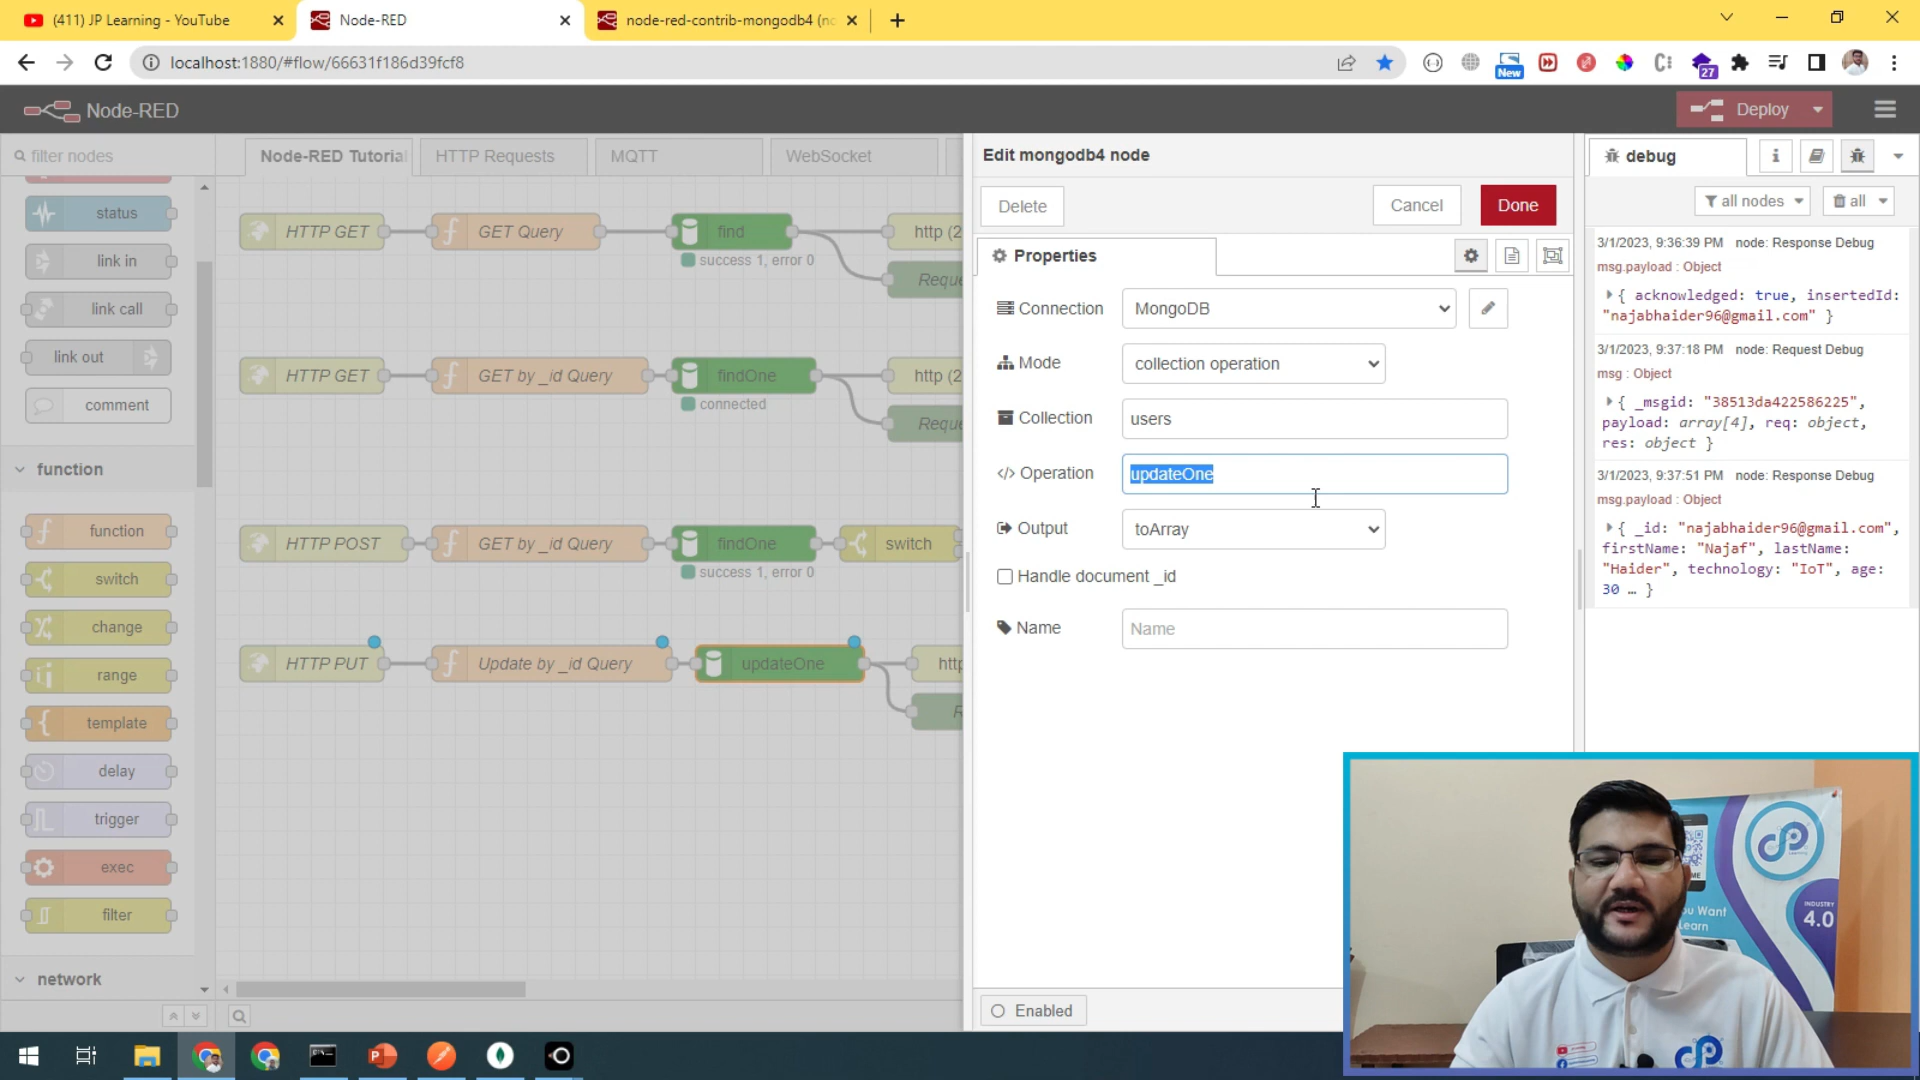 (411) JP Learning - YouTube
Node-RED
node-red-contrib-mongodb4 (no
localhost:1880/#flow/66631f186d39fcf8
New
27
Node-RED
Deploy
filter nodes
status
link in
link call
link out
comment
function
function
switch
change
range
template
delay
trigger
exec
filter
network
Node-RED Tutorial
HTTP Requests
MQTT
WebSocket
HTTP GET
GET Query
find
http (2
success 1, error 0
Reque
HTTP GET
GET by _id Query
findOne
http (2
connected
Reque
HTTP POST
GET by _id Query
findOne
switch
success 1, error 0
HTTP PUT
Update by _id Query
updateOne
http
R
Edit mongodb4 node
Delete
Cancel
Done
Properties
Connection
MongoDB
Mode
collection operation
Collection
users
</> Operation
updateOne
Output
toArray
Handle document _id
Name
Name
Enabled
debug
i
all nodes
all
3/1/2023, 9:36:39 PM node: Response Debug
msg.payload : Object
{ acknowledged: true, insertedId:
"najabhaider96@gmail.com" }
3/1/2023, 9:37:18 PM node: Request Debug
msg : Object
{ _msgid: "38513da422586225",
payload: array[4], req: object,
res: object }
3/1/2023, 9:37:51 PM node: Response Debug
msg.payload : Object
{ _id: "najabhaider96@gmail.com",
firstName: "Najaf", lastName:
"Haider", technology: "IoT", age:
30 … }
ME
ou Want
Learn
INDUSTRY
4.0